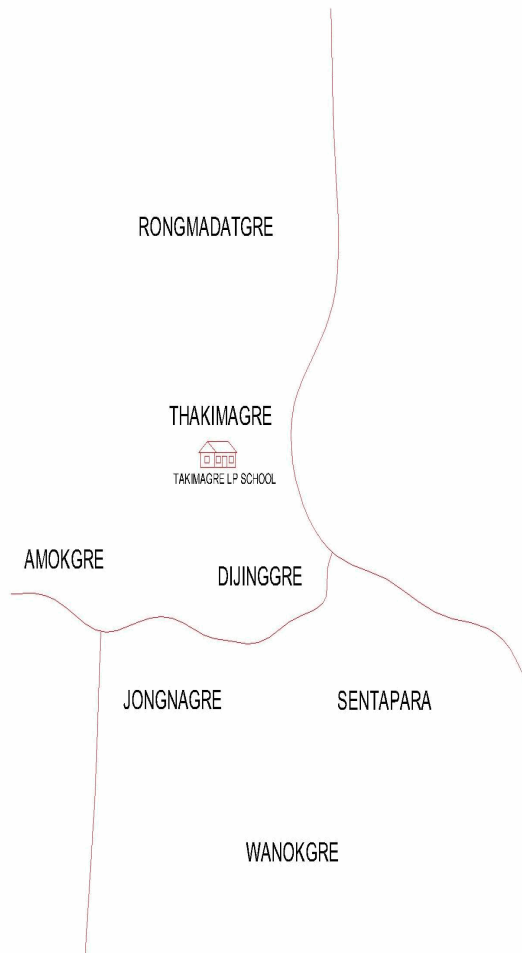 RONGMADATGRE
THAKIMAGRE
TAKIMAGRE LP SCHOOL
AMOKGRE
DIJINGGRE
JONGNAGRE
SENTAPARA
WANOKGRE